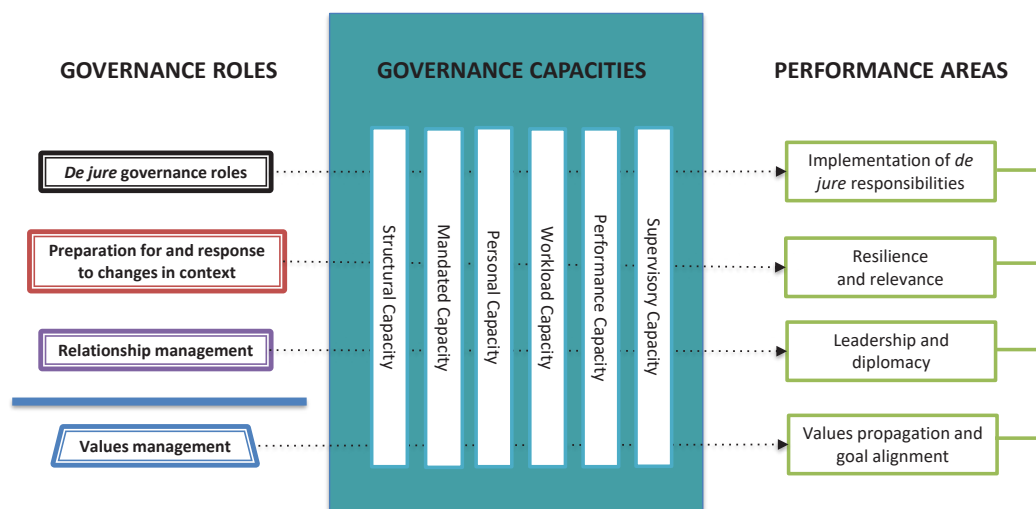 GOVERNANCE ROLES
GOVERNANCE CAPACITIES
PERFORMANCE AREAS
De jure governance roles
Preparation for and response
to changes in context
Relationship management
Values management
Structural Capacity
Mandated Capacity
Personal Capacity
Workload Capacity
Performance Capacity
Supervisory Capacity
Implementation of de
jure responsibilities
Resilience
and relevance
Leadership and
diplomacy
Values propagation and
goal alignment